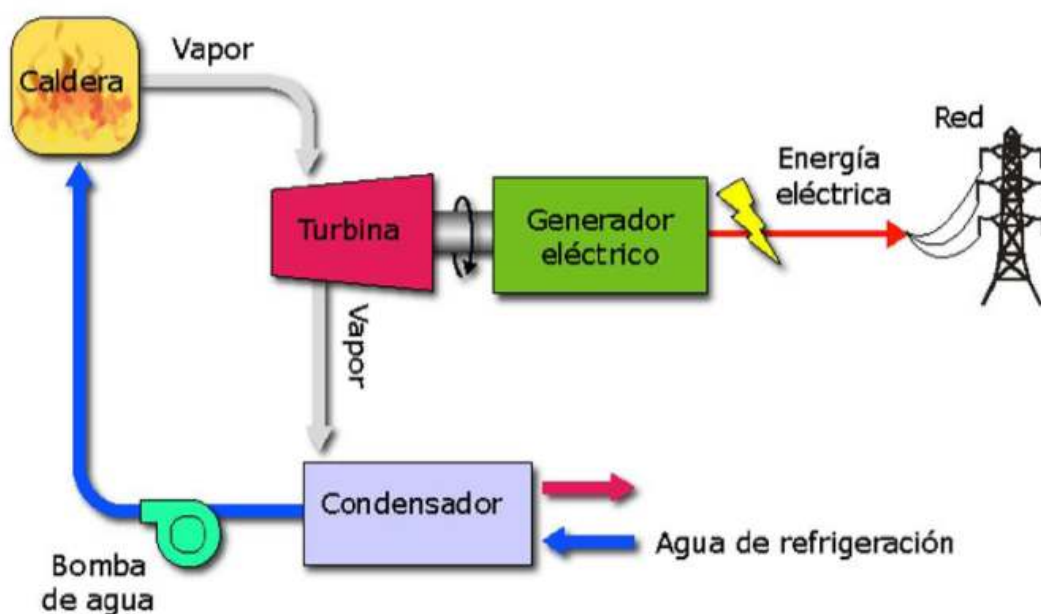 Vapor
Caldera
Red
Energía
eléctrica
Turbina
Generador
eléctrico
Vapor
Condensador
Agua de refrigeración
Bomba
de agua